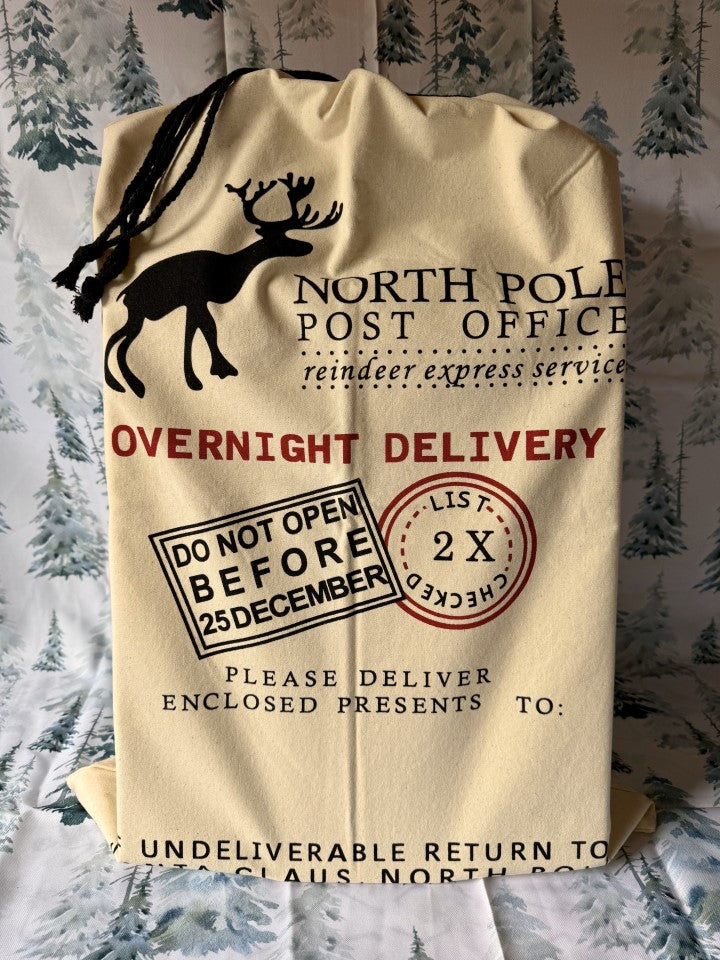 NORTH POLE
POST OFFICE
reindeer express service
OVERNIGHT DELIVERY
DO NOT OPEN
BEFORE
25 DECEMBER
LIST
2 X
CHECKED
PLEASE DELIVER
ENCLOSED PRESENTS TO:
UNDELIVERABLE RETURN TO
CLAUS, NORTH